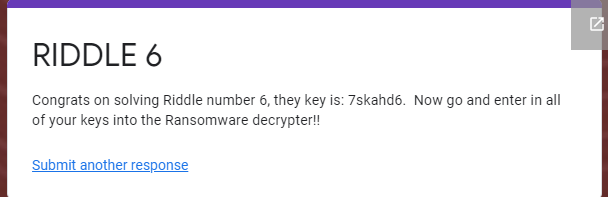 RIDDLE 6
Congrats on solving Riddle number 6, they key is: 7skahd6.  Now go and enter in all
of your keys into the Ransomware decrypter!!
Submit another response